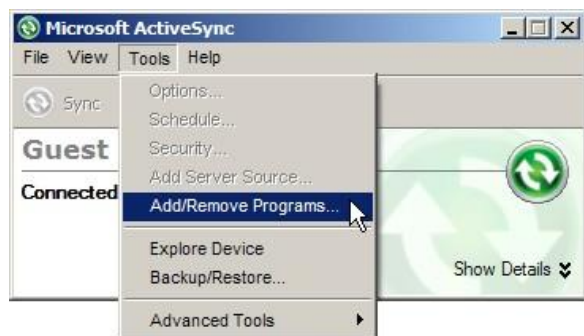 Microsoft ActiveSync
File View Tools Help
Sync
Options...
Schedule...
Security...
Add Server Source...
Add/Remove Programs...
Explore Device
Backup/Restore...
Advanced Tools
Guest
Connected
Show Details